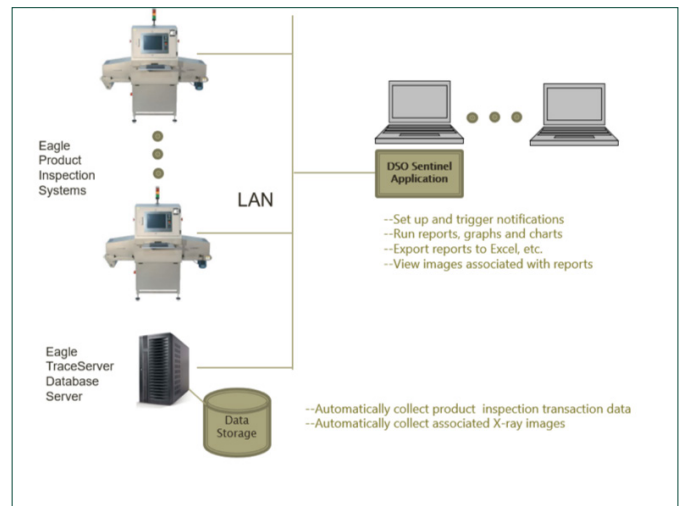 Eagle
Product
Inspection
Systems
LAN
DSO Sentinel
Application
--Set up and trigger notifications
--Run reports, graphs and charts
--Export reports to Excel, etc.
--View images associated with reports
Eagle
TraceServer
Database
Server
Data
Storage
--Automatically collect product inspection transaction data
--Automatically collect associated X-ray images